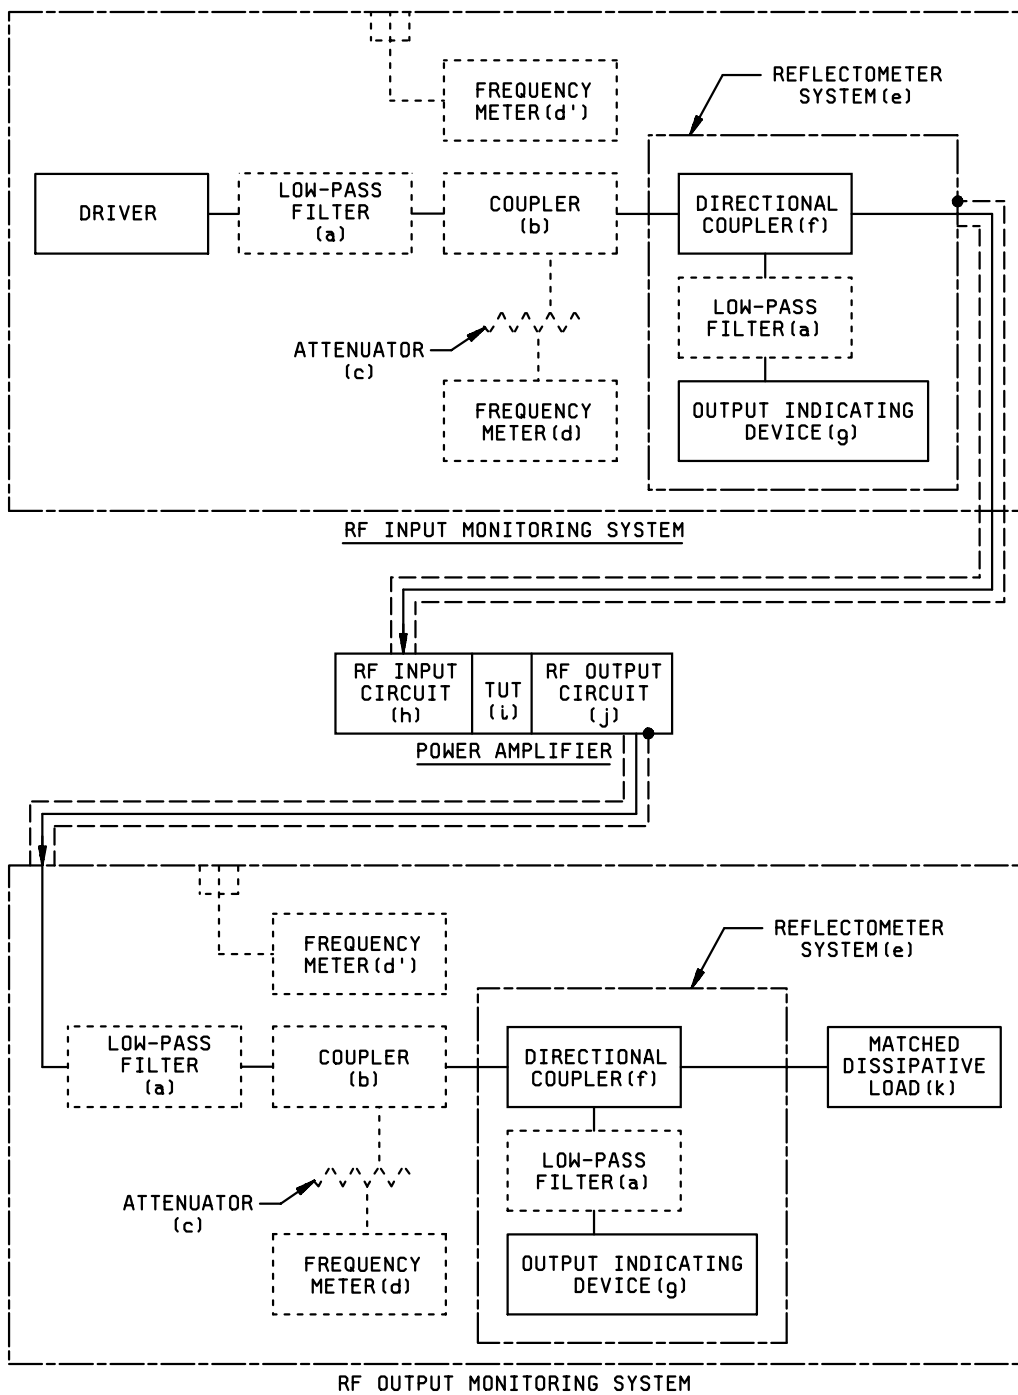 FREQUENCY
METER(d')
REFLECTOMETER
SYSTEM(e)
DRIVER
LOW-PASS
FILTER
(a)
COUPLER
(b)
DIRECTIONAL
COUPLER(f)
LOW-PASS
FILTER(a)
ATTENUATOR
(c)
FREQUENCY
METER(d)
OUTPUT INDICATING
DEVICE(g)
RF INPUT MONITORING SYSTEM
RF INPUT
CIRCUIT
(h)
TUT
(i)
RF OUTPUT
CIRCUIT
(j)
POWER AMPLIFIER
FREQUENCY
METER(d')
REFLECTOMETER
SYSTEM(e)
LOW-PASS
FILTER
(a)
COUPLER
(b)
DIRECTIONAL
COUPLER(f)
MATCHED
DISSIPATIVE
LOAD(k)
LOW-PASS
FILTER(a)
ATTENUATOR
(c)
FREQUENCY
METER(d)
OUTPUT INDICATING
DEVICE(g)
RF OUTPUT MONITORING SYSTEM